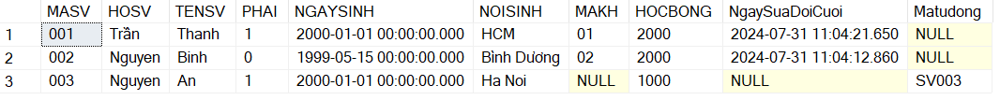 MASV HOSV TENSV PHAI NGAYSINH NOISINH MAKH HOCBONG NgaySuaDoiCuoi Matudong
1 001 Trần Thanh 1 2000-01-01 00:00:00.000 HCM 01 2000 2024-07-31 11:04:21.650 NULL
2 002 Nguyen Binh 0 1999-05-15 00:00:00.000 Bình Dương 02 2000 2024-07-31 11:04:12.860 NULL
3 003 Nguyen An 1 2000-01-01 00:00:00.000 Ha Noi NULL 1000 NULL SV003